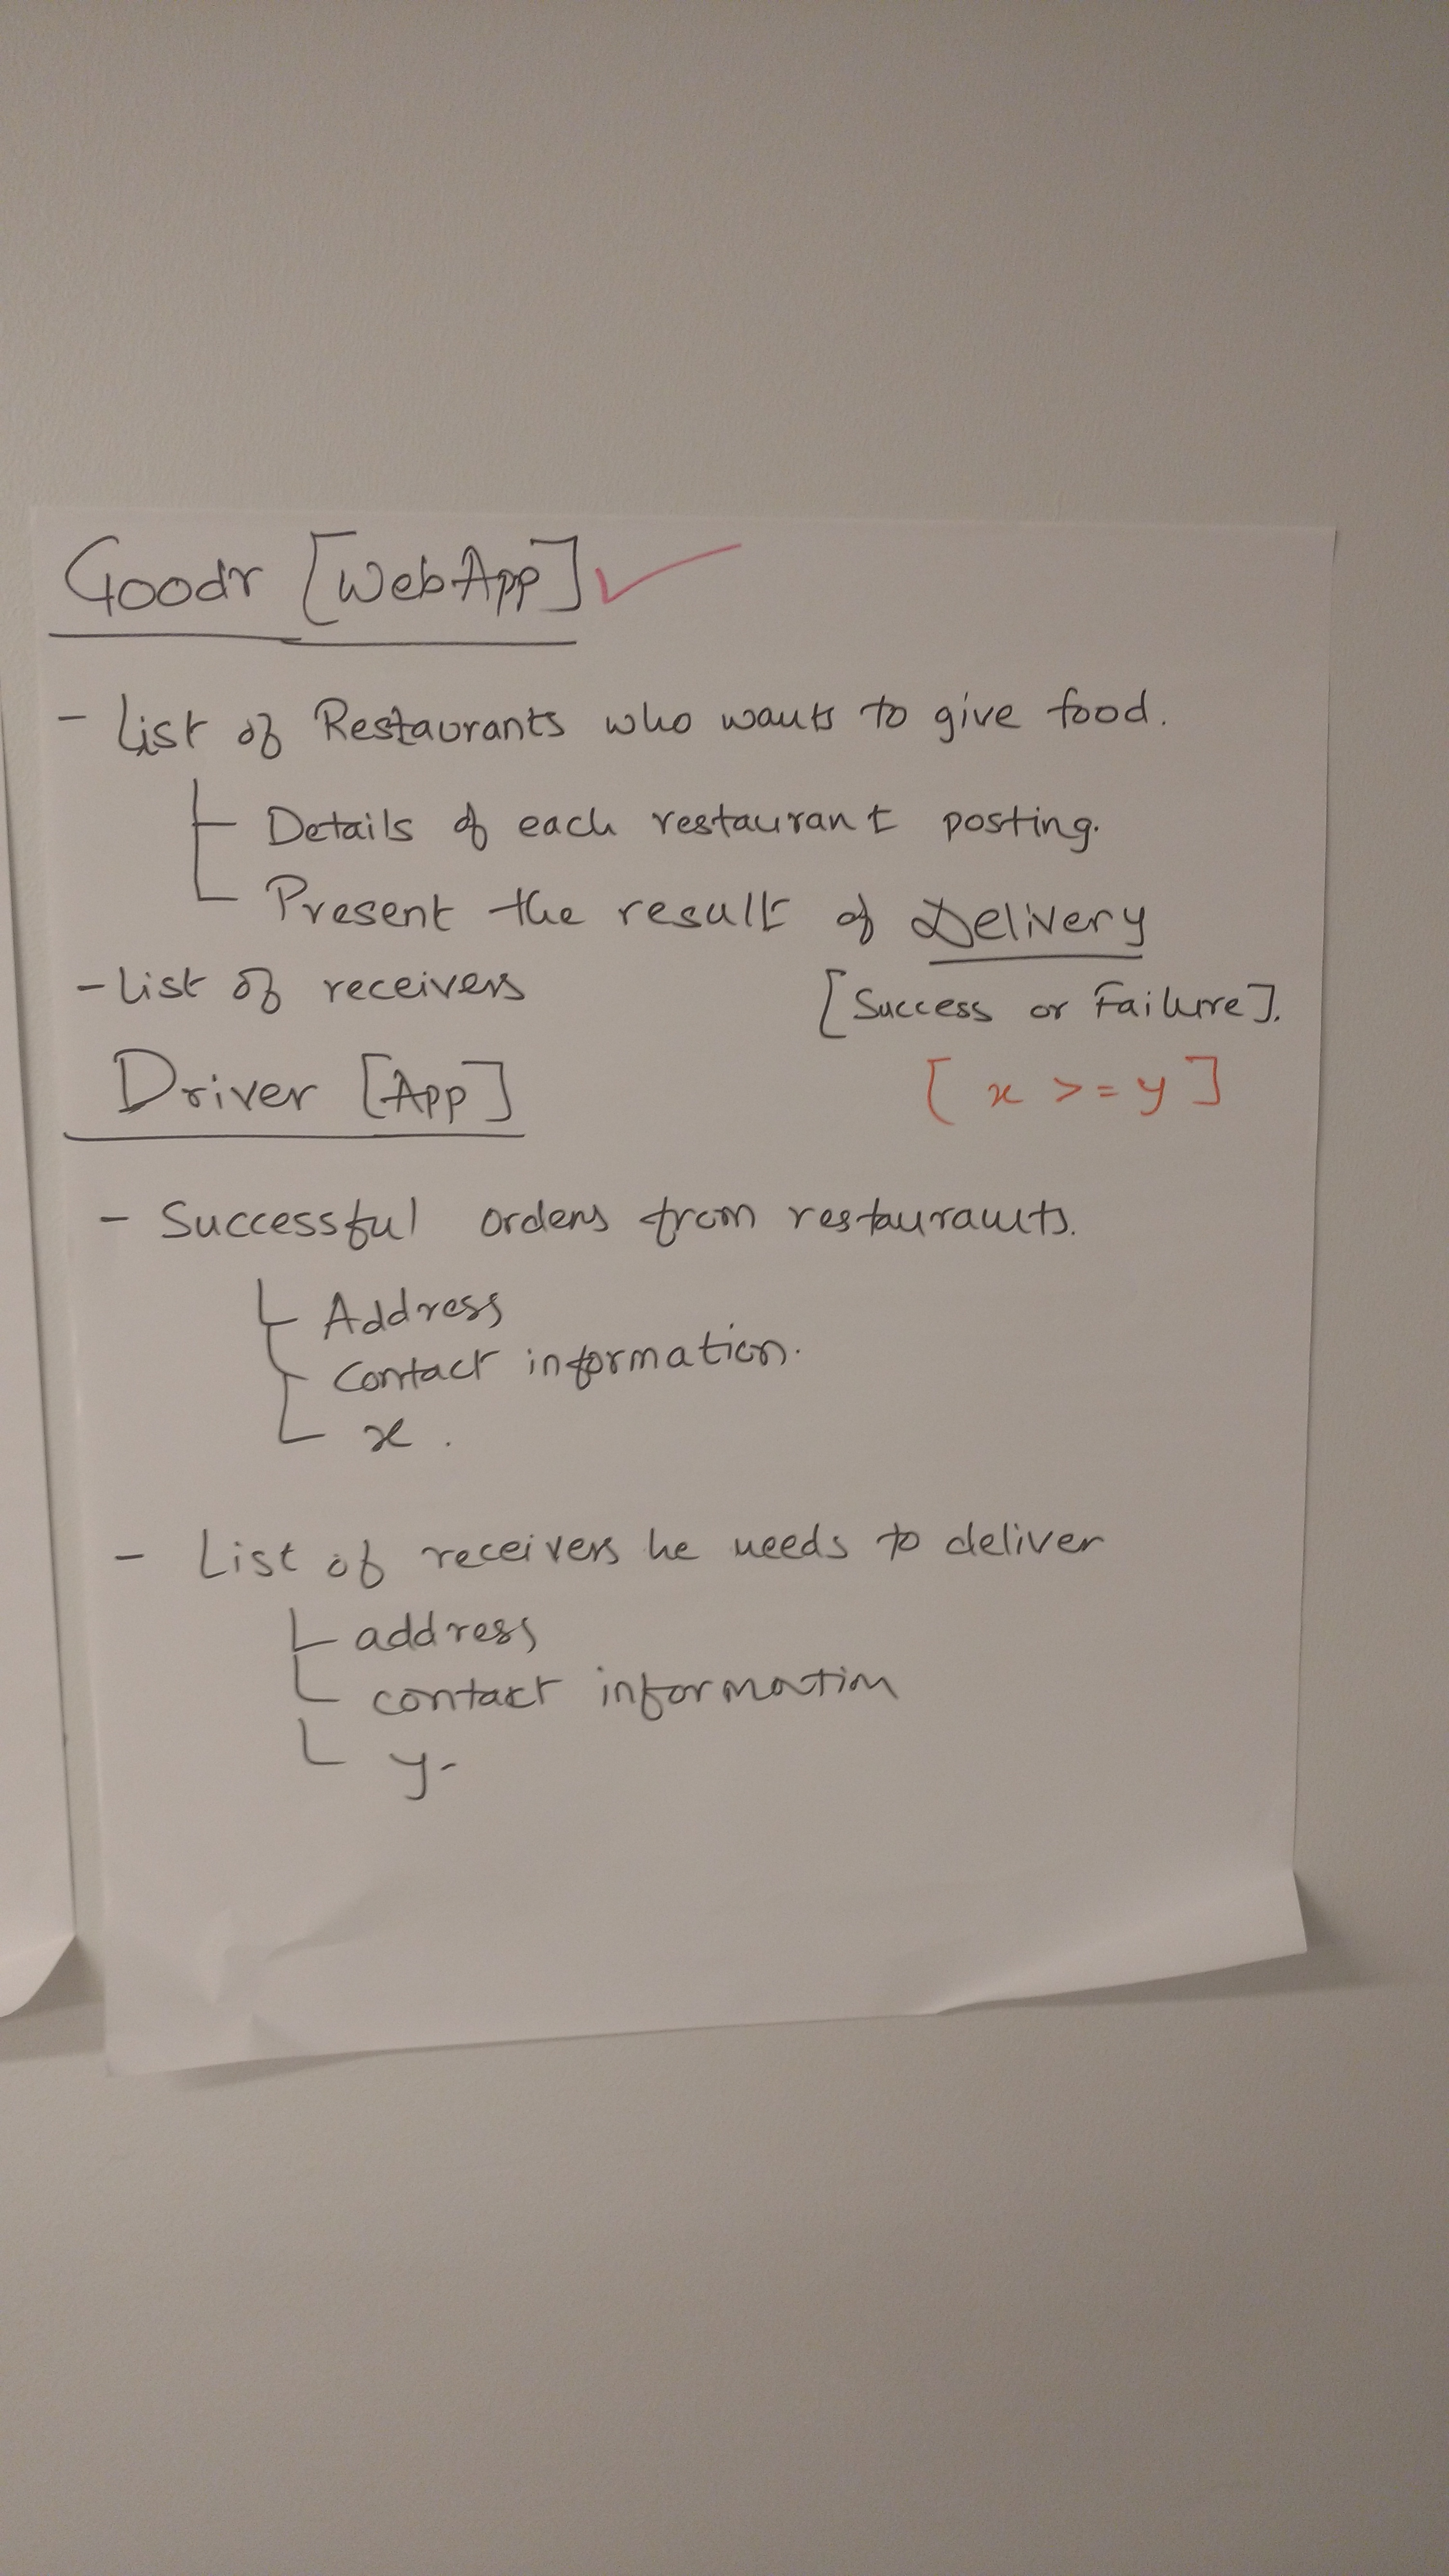 Goodr [WebApp] ✓
- List of Restaurants who wants to give food.
Details of each restaurant posting.
Present the result of Delivery
- List of receivers
[Success or Failure].
[x >= y]
Driver [App]
- Successful orders from restaurants.
Address
Contact information.
x.
- List of receivers he needs to deliver
address
contact information
y-